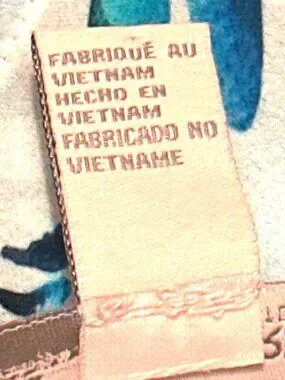 FABRIQUÉ AU
VIETNAM
HECHO EN
VIETNAM
FABRICADO NO
VIETNAME